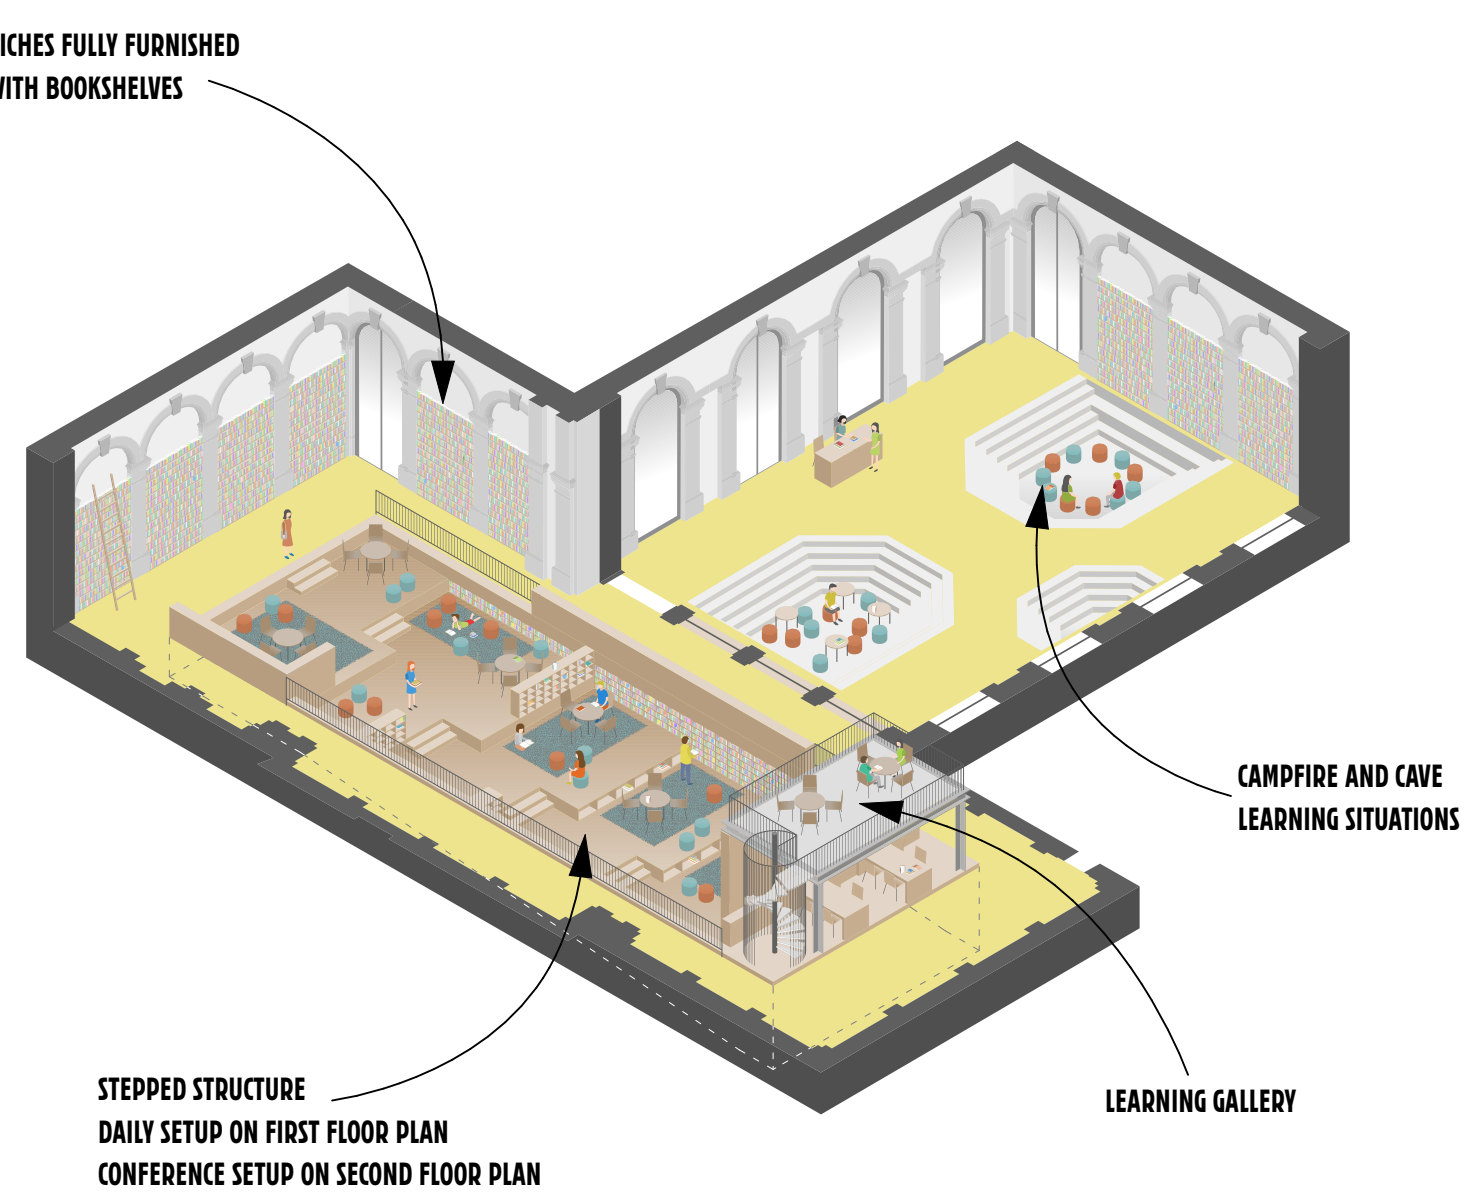 ICHES FULLY FURNISHED
WITH BOOKSHELVES
CAMPFIRE AND CAVE
LEARNING SITUATIONS
LEARNING GALLERY
STEPPED STRUCTURE
DAILY SETUP ON FIRST FLOOR PLAN
CONFERENCE SETUP ON SECOND FLOOR PLAN